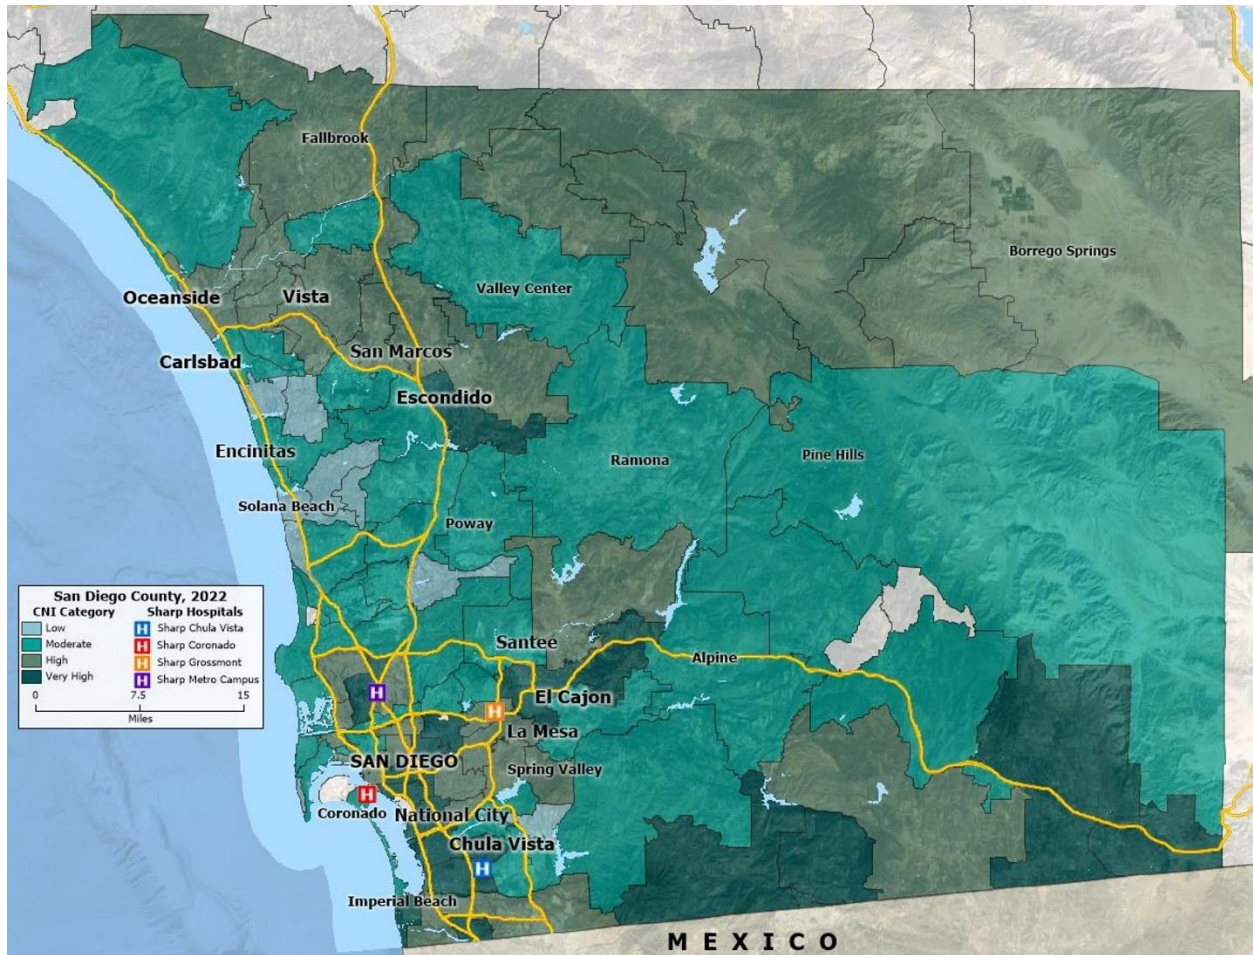 Fallbrook
Borrego Springs
Valley Center
Oceanside
Vista
San Marcos
Carlsbad
Escondido
Encinitas
Ramona
Pine Hills
Solana Beach
Poway
San Diego County, 2022
CNI Category
Sharp Hospitals
Low
H Sharp Chula Vista
Moderate
H Sharp Coronado
High
H Sharp Grossmont
Very High
H Sharp Metro Campus
0 7.5 15
Miles
Santee
Alpine
H
El Cajon
H
La Mesa
SAN DIEGO
Spring Valley
H
Coronado
National City
Chula Vista
H
Imperial Beach
MEXICO